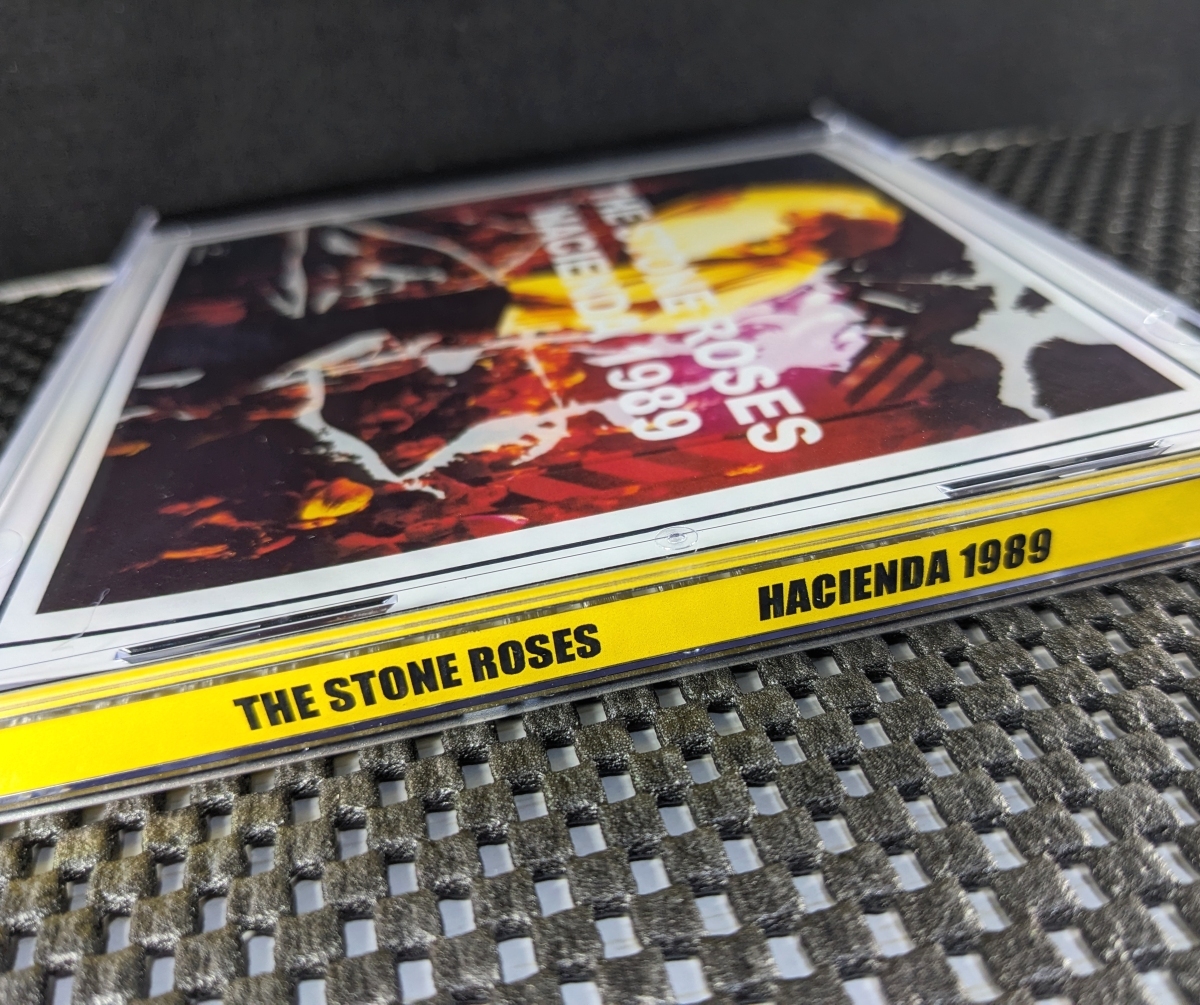 THE STONE ROSES
HACIENDA 1989
THE STONE ROSES
HACIENDA 1989